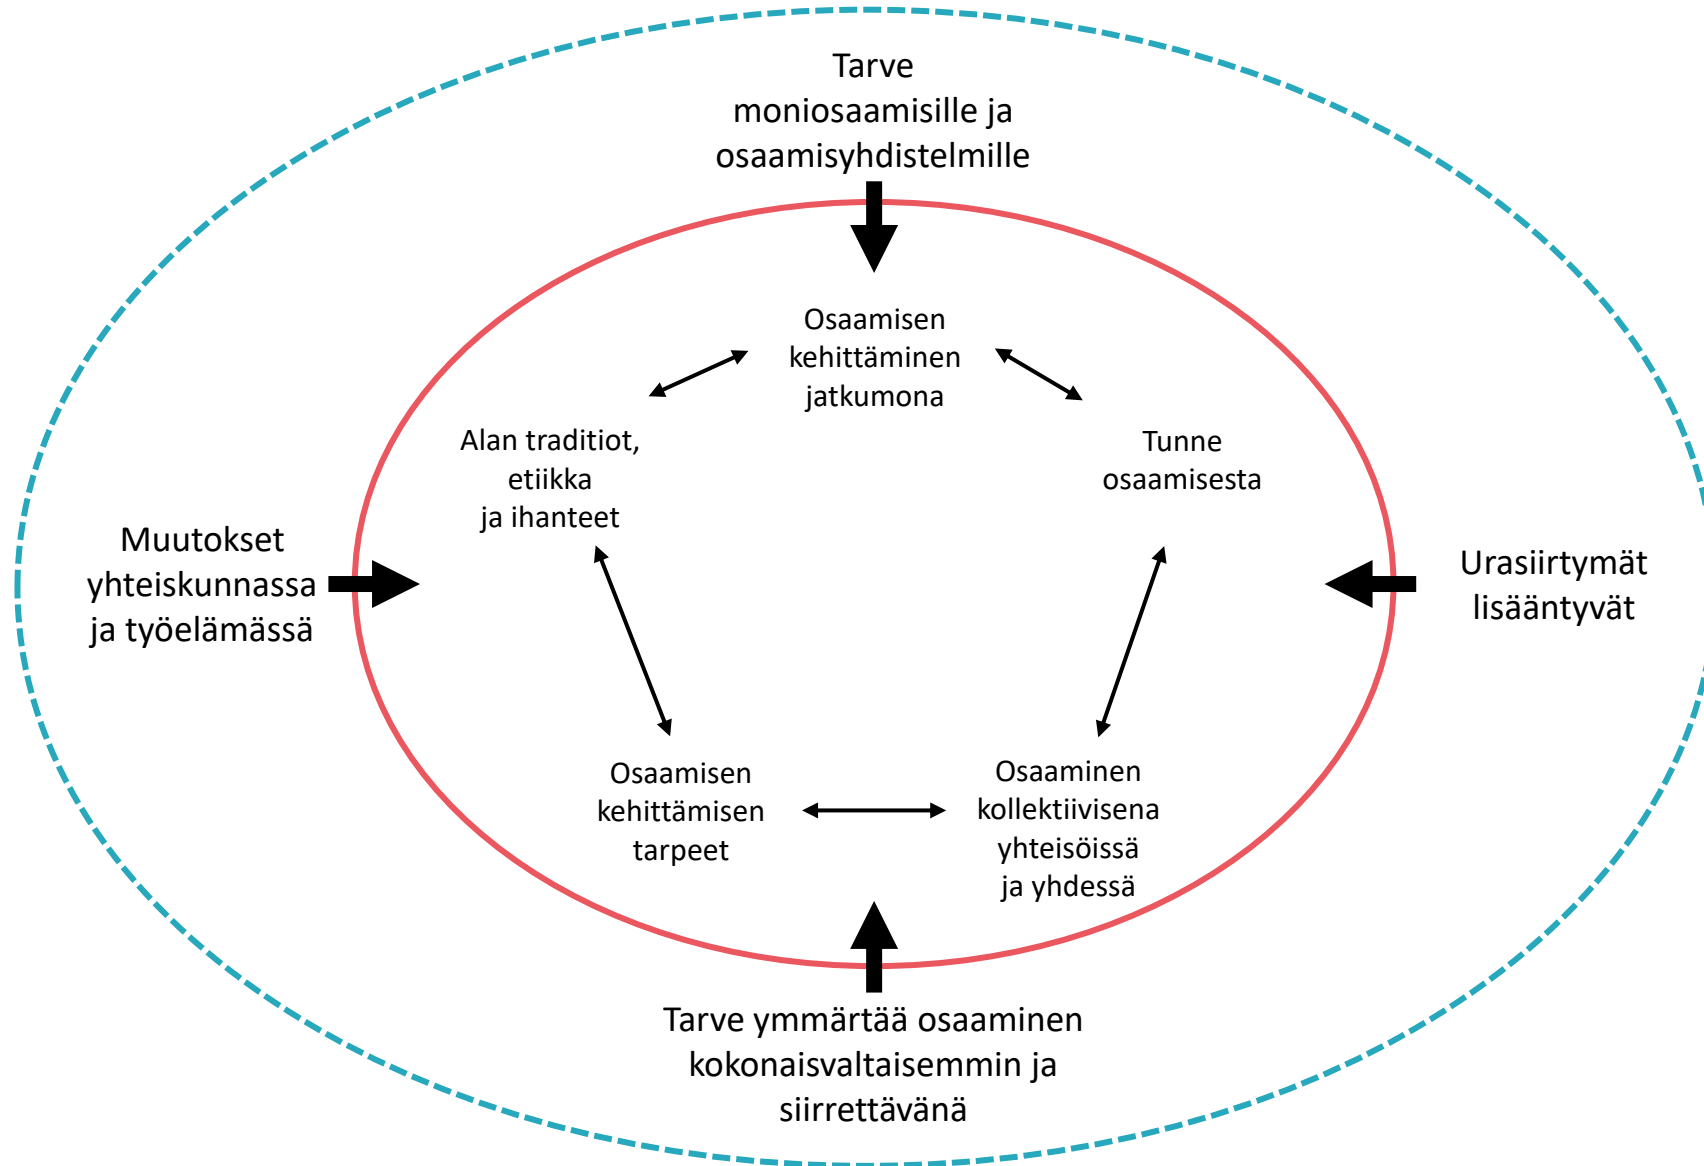 Tarve
moniosaamisille ja
osaamisyhdistelmille
Osaamisen
kehittäminen
jatkumona
Alan traditiot,
etiikka
ja ihanteet
Tunne
osaamisesta
Muutokset
yhteiskunnassa
ja työelämässä
Urasiirtymät
lisääntyvät
Osaamisen
kehittämisen
tarpeet
Osaaminen
kollektiivisena
yhteisöissä
ja yhdessä
Tarve ymmärtää osaaminen
kokonaisvaltaisemmin ja
siirrettävänä